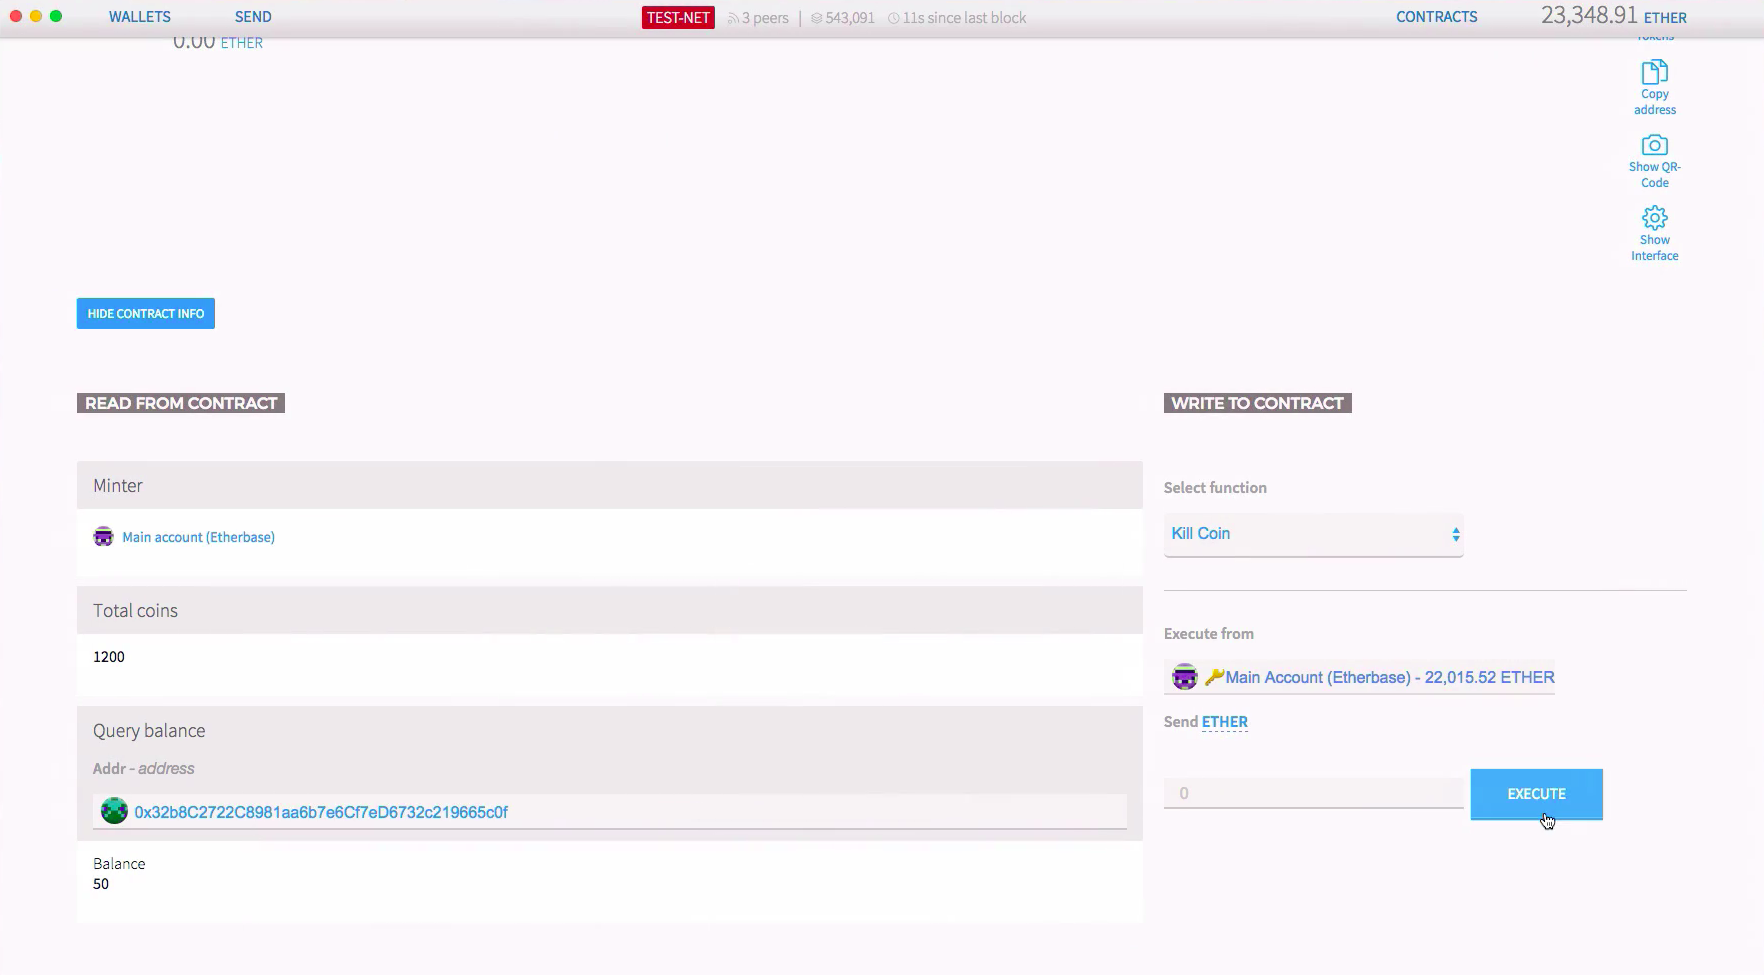 WALLETS SEND TEST-NET 3 peers | 543,091 11s since last block CONTRACTS 23,348.91 ETHER
0.00 ETHER
Tokens
Copy
address
Show QR-
Code
Show
Interface
HIDE CONTRACT INFO
READ FROM CONTRACT
Minter
Main account (Etherbase)
Total coins
1200
Query balance
Addr - address
0x32b8C2722C8981aa6b7e6Cf7eD6732c219665c0f
Balance
50
WRITE TO CONTRACT
Select function
Kill Coin
Execute from
Main Account (Etherbase) - 22,015.52 ETHER
Send ETHER
0
EXECUTE